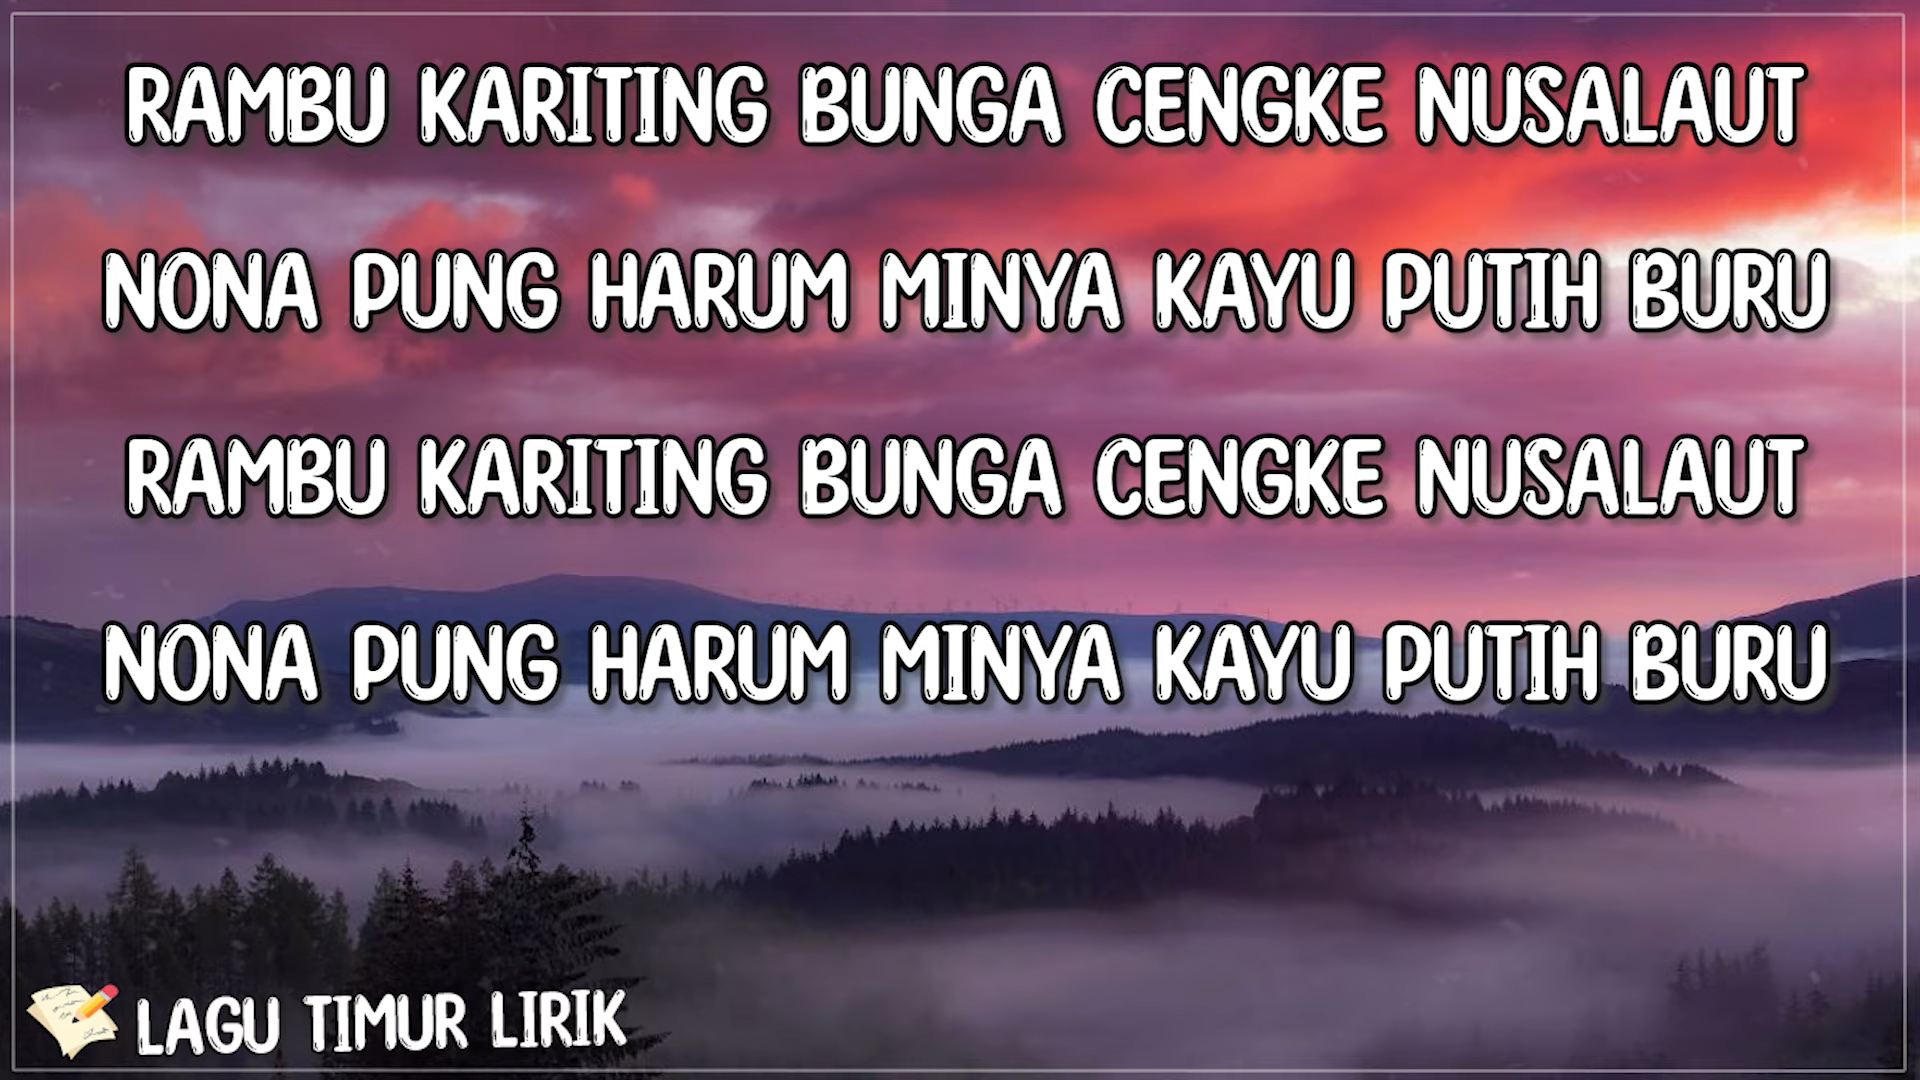 RAMBU KARITING BUNGA CENGKE NUSALAUT
NONA PUNG HARUM MINYA KAYU PUTIH BURU
RAMBU KARITING BUNGA CENGKE NUSALAUT
NONA PUNG HARUM MINYA KAYU PUTIH BURU
LAGU TIMUR LIRIK